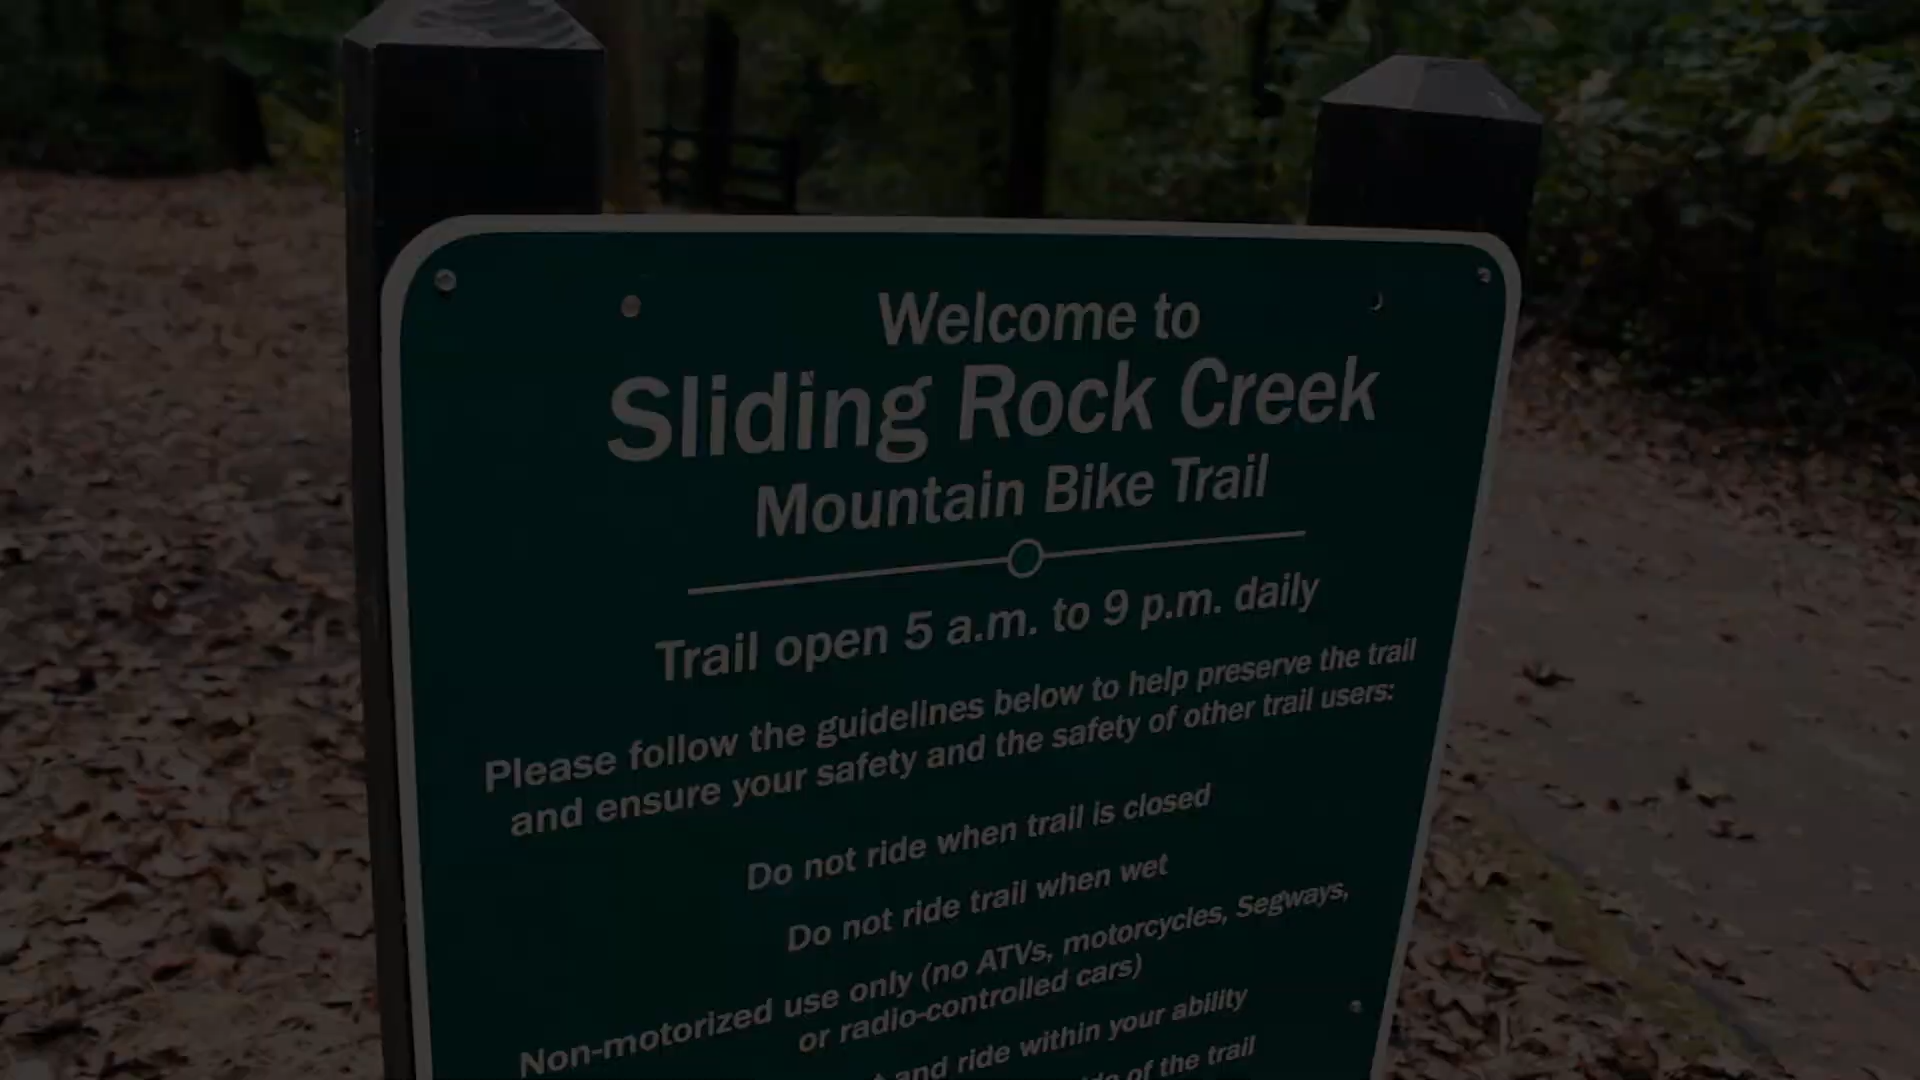 Welcome to
Sliding Rock Creek
Mountain Bike Trail
Trail open 5 a.m. to 9 p.m. daily
Please follow the guidelines below to help preserve the trail
and ensure your safety and the safety of other trail users:
Do not ride when trail is closed
Do not ride trail when wet
Non-motorized use only (no ATVs, motorcycles, Segways,
or radio-controlled cars)
and ride within your ability
of the trail